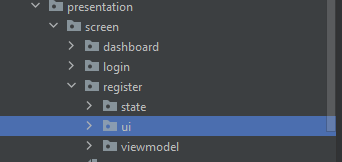 presentation
screen
dashboard
login
register
state
ui
viewmodel